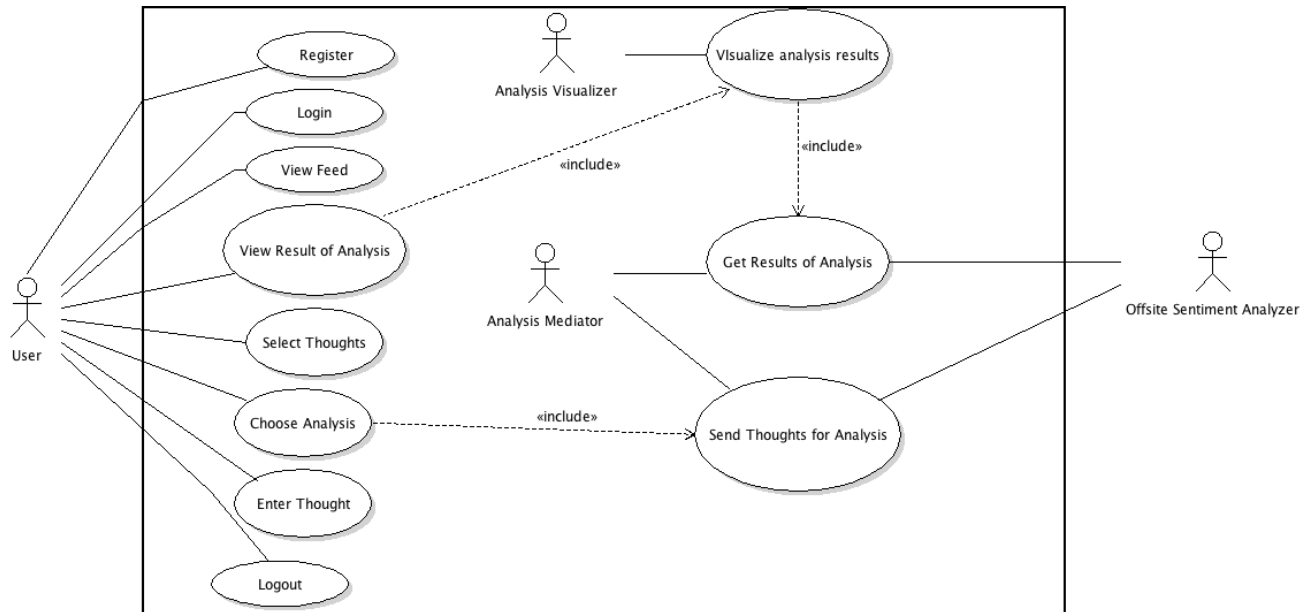 Register
VIsualize analysis results
Analysis Visualizer
Login
«include»
«include»
View Feed
View Result of Analysis
Get Results of Analysis
Analysis Mediator
Offsite Sentiment Analyzer
Select Thoughts
User
«include»
Choose Analysis
Send Thoughts for Analysis
Enter Thought
Logout